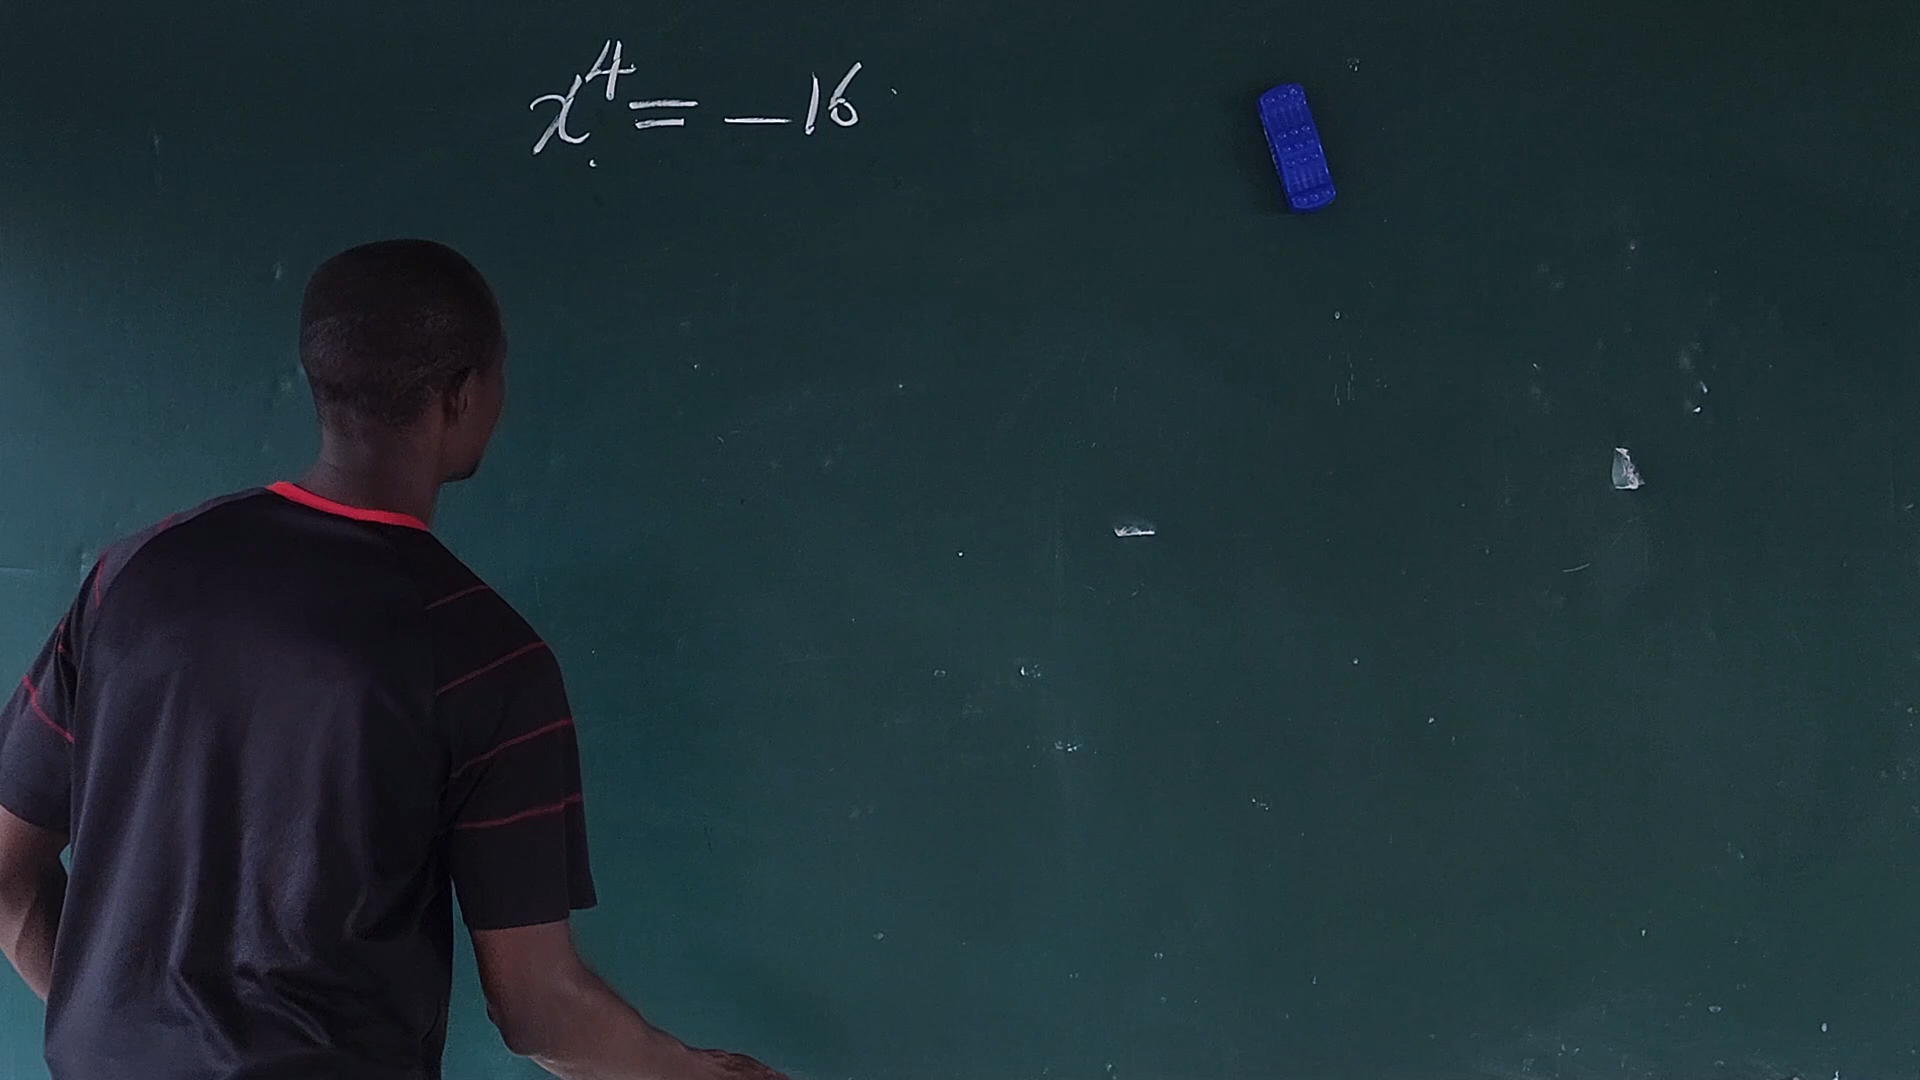 x⁴ = -16